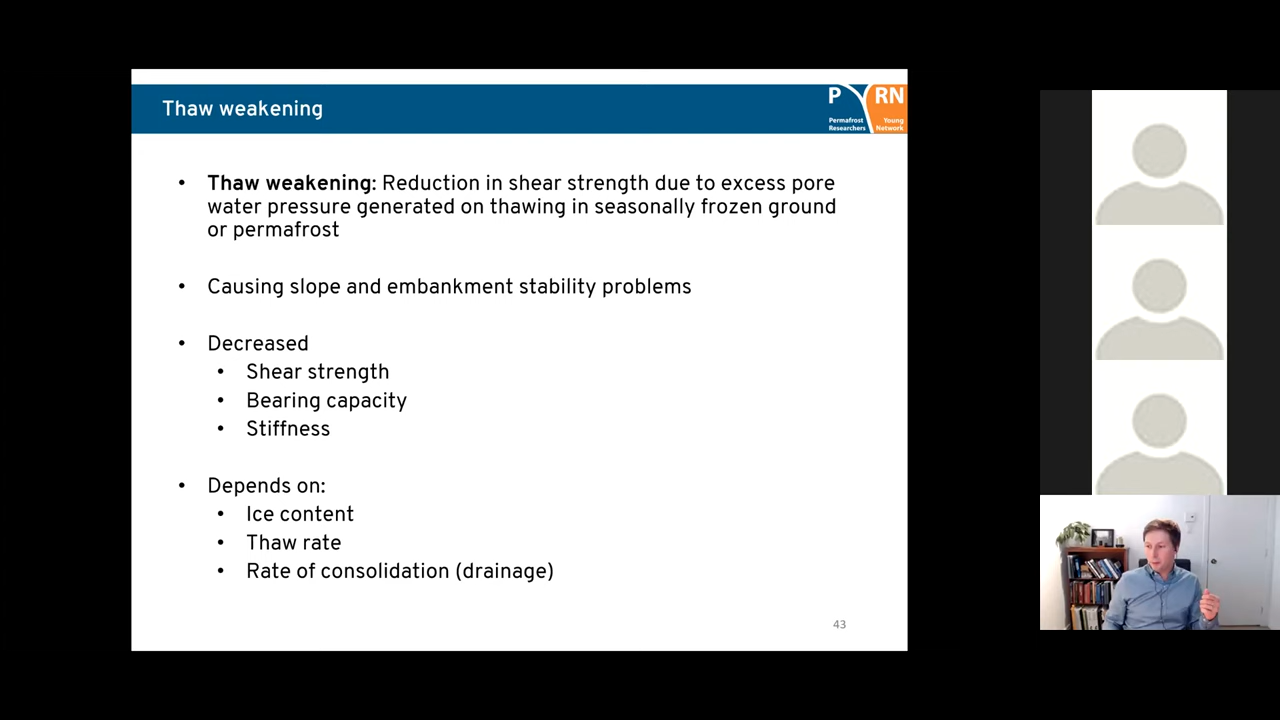 Thaw weakening
P RN
Permafrost Young
Researchers Network
• Thaw weakening: Reduction in shear strength due to excess pore
water pressure generated on thawing in seasonally frozen ground
or permafrost
• Causing slope and embankment stability problems
• Decreased
• Shear strength
• Bearing capacity
• Stiffness
• Depends on:
• Ice content
• Thaw rate
• Rate of consolidation (drainage)
43